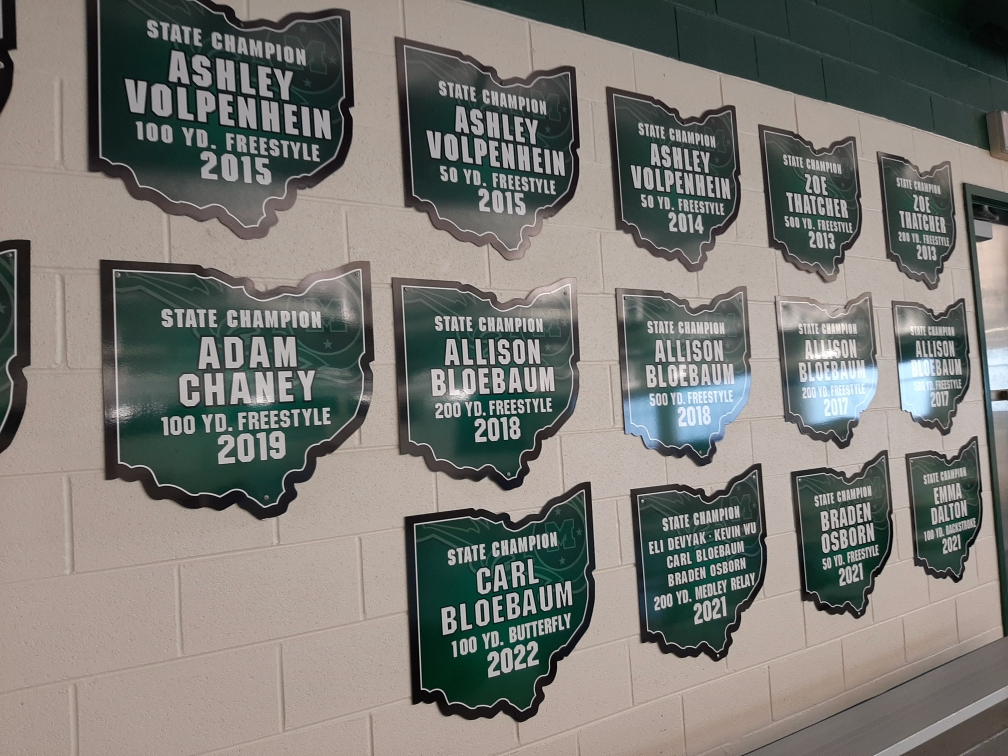 STATE CHAMPION
ASHLEY
VOLPENHEIN
100 YD. FREESTYLE
2015
STATE CHAMPION
ASHLEY
VOLPENHEIN
50 YD. FREESTYLE
2015
STATE CHAMPION
ASHLEY
VOLPENHEIN
50 YD. FREESTYLE
2014
STATE CHAMPION
ZOE
THATCHER
500 YD. FREESTYLE
2013
STATE CHAMPION
ZOE
THATCHER
200 YD. FREESTYLE
2013
STATE CHAMPION
ADAM
CHANEY
100 YD. FREESTYLE
2019
STATE CHAMPION
ALLISON
BLOEBAUM
200 YD. FREESTYLE
2018
STATE CHAMPION
ALLISON
BLOEBAUM
500 YD. FREESTYLE
2018
STATE CHAMPION
ALLISON
BLOEBAUM
200 YD. FREESTYLE
2017
STATE CHAMPION
ALLISON
BLOEBAUM
500 YD. FREESTYLE
2017
STATE CHAMPION
CARL
BLOEBAUM
100 YD. BUTTERFLY
2022
STATE CHAMPION
ELI DEVYAK · KEVIN WU
CARL BLOEBAUM
BRADEN OSBORN
200 YD. MEDLEY RELAY
2021
STATE CHAMPION
BRADEN
OSBORN
50 YD. FREESTYLE
2021
STATE CHAMPION
EMMA
DALTON
100 YD. BACKSTROKE
2021